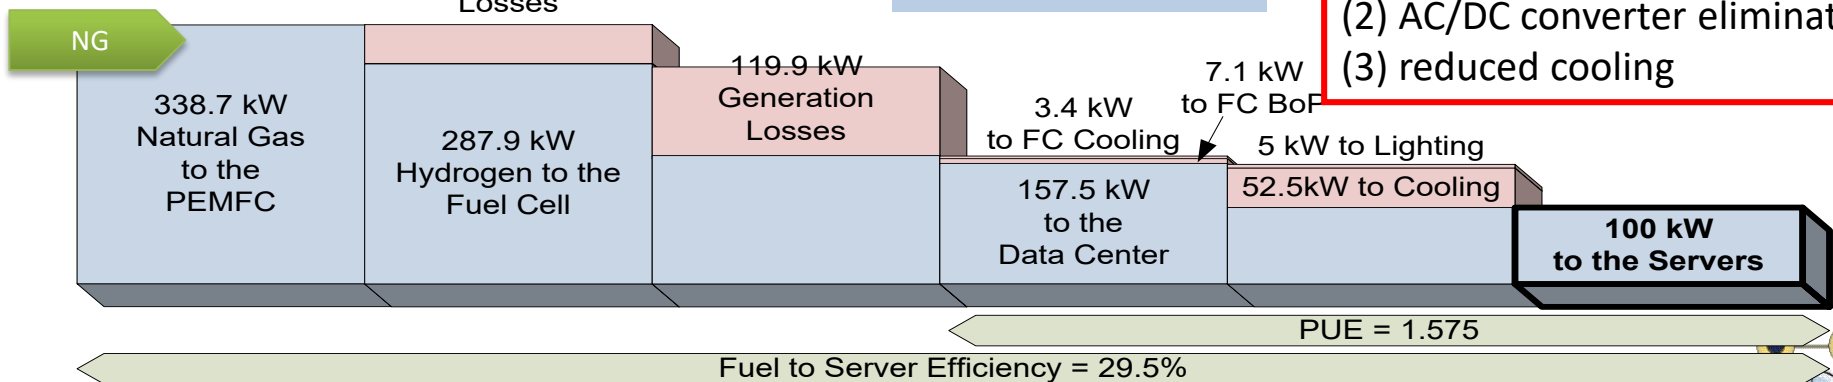 Losses
(2) AC/DC converter eliminat
(3) reduced cooling
NG
338.7 kW
Natural Gas
to the
PEMFC
287.9 kW
Hydrogen to the
Fuel Cell
119.9 kW
Generation
Losses
3.4 kW
to FC Cooling
7.1 kW
to FC BoP
157.5 kW
to the
Data Center
5 kW to Lighting
52.5kW to Cooling
100 kW
to the Servers
PUE = 1.575
Fuel to Server Efficiency = 29.5%